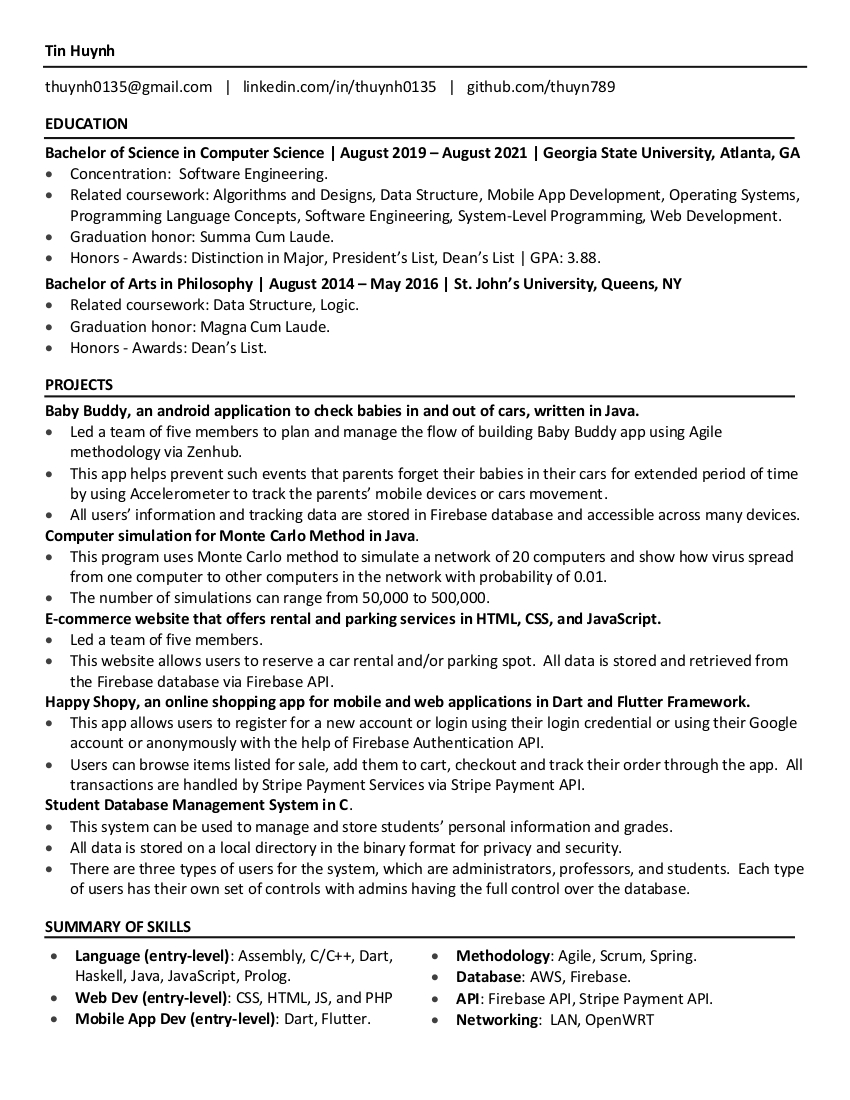 Tin Huynh
thuynh0135@gmail.com | linkedin.com/in/thuynh0135 | github.com/thuyn789
EDUCATION
Bachelor of Science in Computer Science | August 2019 – August 2021 | Georgia State University, Atlanta, GA
• Concentration: Software Engineering.
• Related coursework: Algorithms and Designs, Data Structure, Mobile App Development, Operating Systems,
Programming Language Concepts, Software Engineering, System-Level Programming, Web Development.
• Graduation honor: Summa Cum Laude.
• Honors - Awards: Distinction in Major, President’s List, Dean’s List | GPA: 3.88.
Bachelor of Arts in Philosophy | August 2014 – May 2016 | St. John’s University, Queens, NY
• Related coursework: Data Structure, Logic.
• Graduation honor: Magna Cum Laude.
• Honors - Awards: Dean’s List.
PROJECTS
Baby Buddy, an android application to check babies in and out of cars, written in Java.
• Led a team of five members to plan and manage the flow of building Baby Buddy app using Agile
methodology via Zenhub.
• This app helps prevent such events that parents forget their babies in their cars for extended period of time
by using Accelerometer to track the parents’ mobile devices or cars movement.
• All users’ information and tracking data are stored in Firebase database and accessible across many devices.
Computer simulation for Monte Carlo Method in Java.
• This program uses Monte Carlo method to simulate a network of 20 computers and show how virus spread
from one computer to other computers in the network with probability of 0.01.
• The number of simulations can range from 50,000 to 500,000.
E-commerce website that offers rental and parking services in HTML, CSS, and JavaScript.
• Led a team of five members.
• This website allows users to reserve a car rental and/or parking spot. All data is stored and retrieved from
the Firebase database via Firebase API.
Happy Shopy, an online shopping app for mobile and web applications in Dart and Flutter Framework.
• This app allows users to register for a new account or login using their login credential or using their Google
account or anonymously with the help of Firebase Authentication API.
• Users can browse items listed for sale, add them to cart, checkout and track their order through the app. All
transactions are handled by Stripe Payment Services via Stripe Payment API.
Student Database Management System in C.
• This system can be used to manage and store students’ personal information and grades.
• All data is stored on a local directory in the binary format for privacy and security.
• There are three types of users for the system, which are administrators, professors, and students. Each type
of users has their own set of controls with admins having the full control over the database.
SUMMARY OF SKILLS
• Language (entry-level): Assembly, C/C++, Dart,
Haskell, Java, JavaScript, Prolog.
• Web Dev (entry-level): CSS, HTML, JS, and PHP
• Mobile App Dev (entry-level): Dart, Flutter.
• Methodology: Agile, Scrum, Spring.
• Database: AWS, Firebase.
• API: Firebase API, Stripe Payment API.
• Networking: LAN, OpenWRT